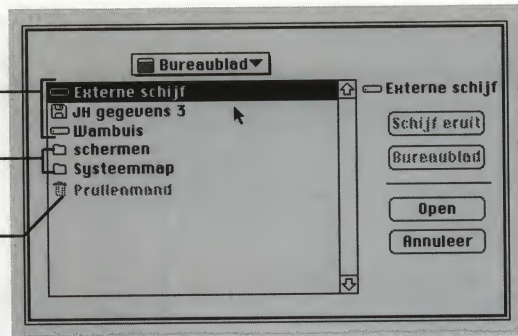 Bureaublad
Externe schijf
JH gegevens 3
Wambuis
schermen
Systeemmap
Prullenmand
Externe schijf
Schijf eruit
Bureaublad
Open
Annuleer